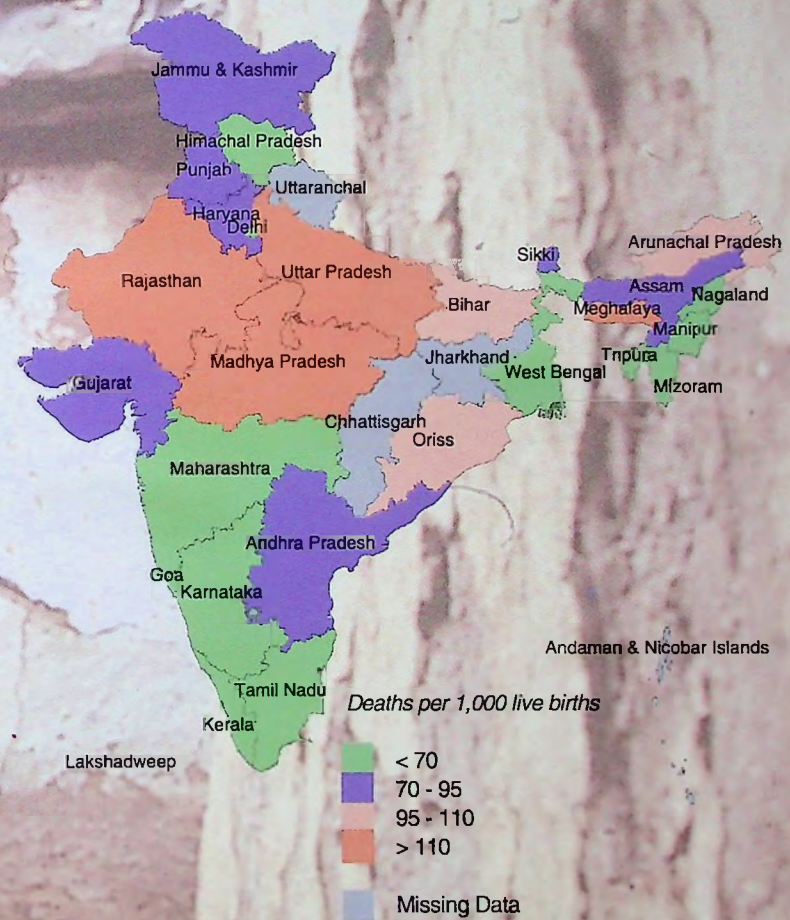 Jammu & Kashmir
Himachal Pradesh
Punjab
Uttaranchal
Haryana
Delhi
Arunachal Pradesh
Sikki
Rajasthan
Uttar Pradesh
Assam
Nagaland
Bihar
Meghalaya
Manipur
Madhya Pradesh
Jharkhand
Tripura
West Bengal
Gujarat
Mizoram
Chhattisgarh
Oriss
Maharashtra
Andhra Pradesh
Goa
Karnataka
Andaman & Nicobar Islands
Tamil Nadu
Deaths per 1,000 live births
Kerala
Lakshadweep
< 70
70 - 95
95 - 110
> 110
Missing Data